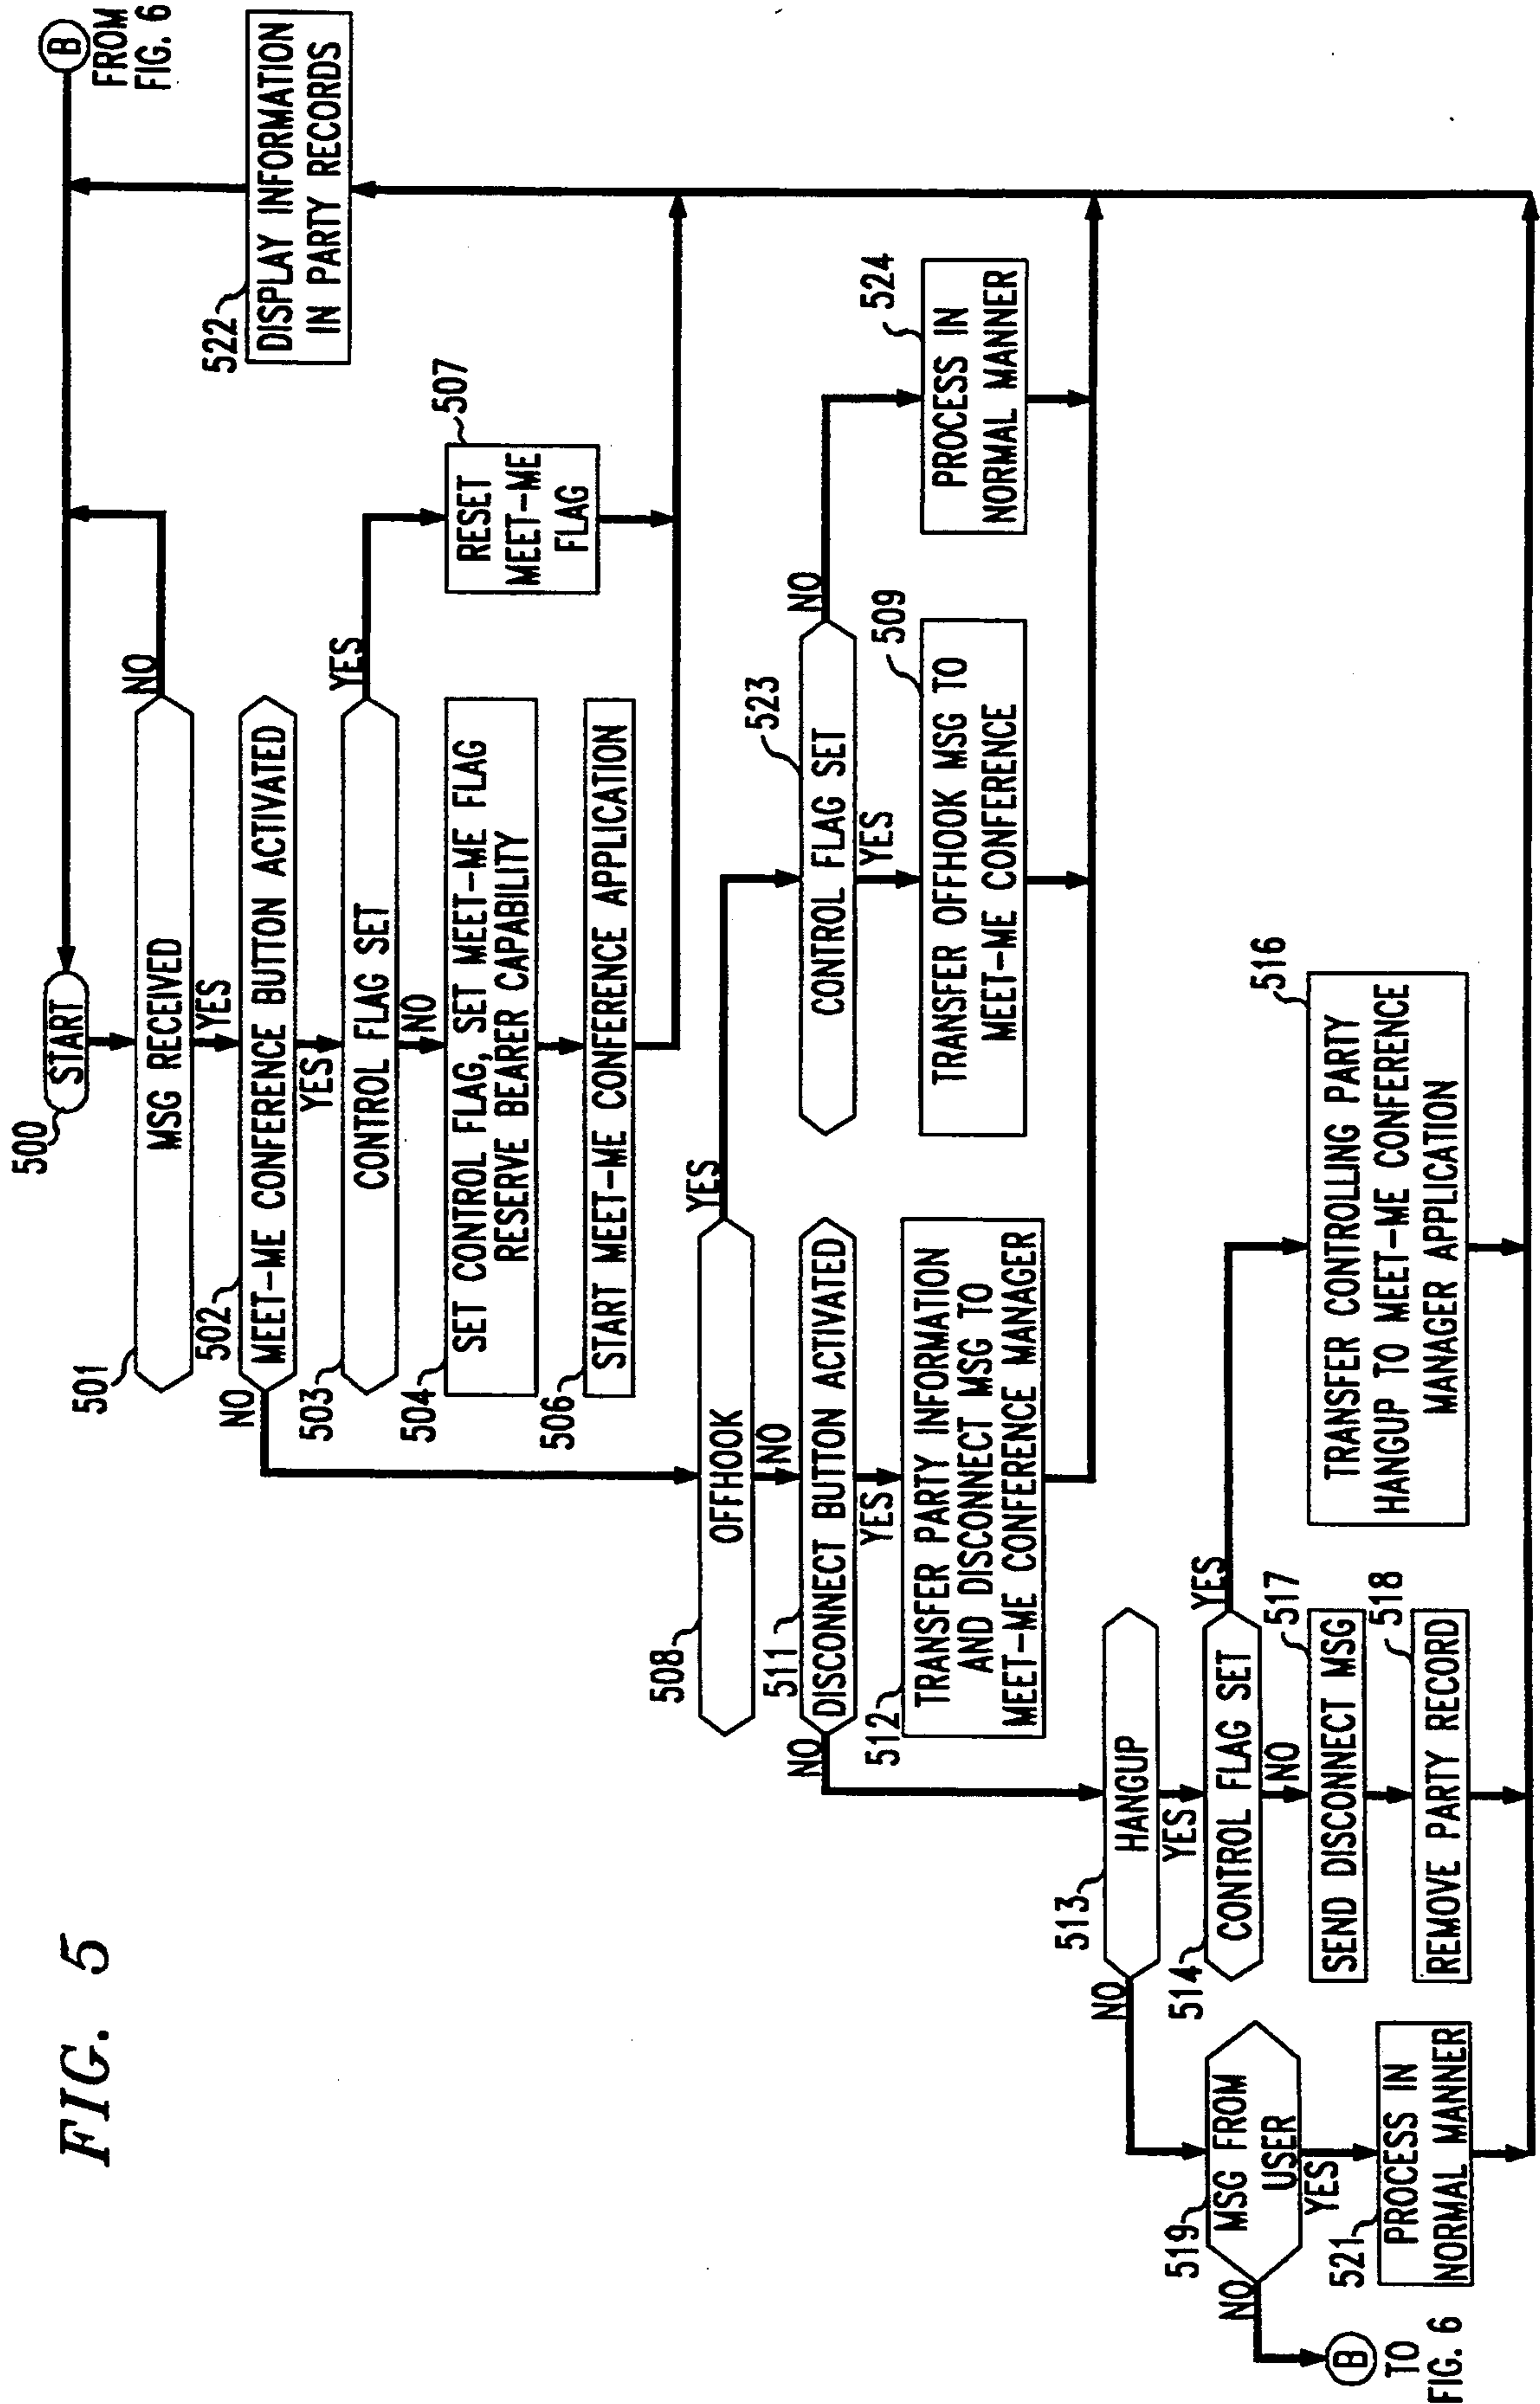 FIG. 5
B
FROM
FIG. 6
500
START
501
MSG RECEIVED
NO
YES
502
MEET-ME CONFERENCE BUTTON ACTIVATED
NO
YES
503
CONTROL FLAG SET
YES
NO
504
SET CONTROL FLAG, SET MEET-ME FLAG
RESERVE BEARER CAPABILITY
506
START MEET-ME CONFERENCE APPLICATION
507
RESET
MEET-ME
FLAG
522
DISPLAY INFORMATION
IN PARTY RECORDS
508
OFFHOOK
YES
NO
511
DISCONNECT BUTTON ACTIVATED
NO
YES
512
TRANSFER PARTY INFORMATION
AND DISCONNECT MSG TO
MEET-ME CONFERENCE MANAGER
523
CONTROL FLAG SET
NO
YES
509
TRANSFER OFFHOOK MSG TO
MEET-ME CONFERENCE
524
PROCESS IN
NORMAL MANNER
513
HANGUP
NO
YES
514
CONTROL FLAG SET
YES
NO
517
SEND DISCONNECT MSG
518
REMOVE PARTY RECORD
516
TRANSFER CONTROLLING PARTY
HANGUP TO MEET-ME CONFERENCE
MANAGER APPLICATION
519
MSG FROM
USER
NO
YES
521
PROCESS IN
NORMAL MANNER
B
TO
FIG. 6